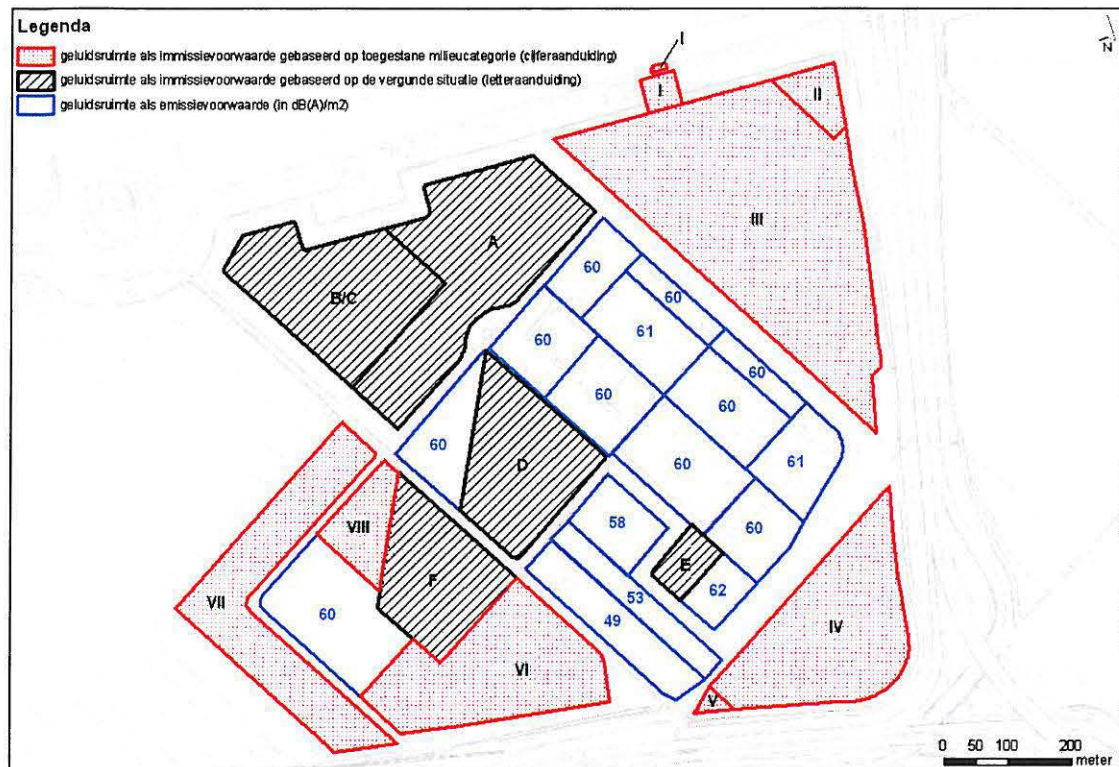 Legenda
geluidsruimte als immissievoorwaarde gebaseerd op toegestane milieucategorie (cijferaanduiding)
geluidsruimte als immissievoorwaarde gebaseerd op de vergunde situatie (letteraanduiding)
geluidsruimte als emissievoorwaarde (in dB(A)/m2)
I
N
I
II
III
A
B/C
60
60
61
60
60
60
60
60
D
60
61
58
60
E
62
VIII
F
VII
53
60
49
IV
VI
V
0 50 100 200
meter